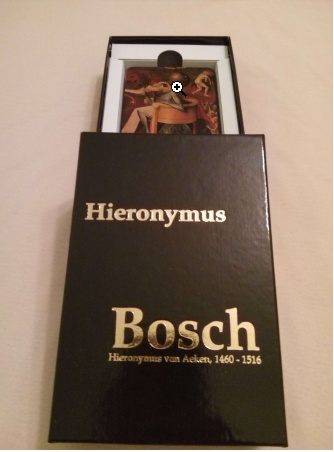 Hieronymus
Bosch
Hieronymus van Aeken, 1460 - 1516